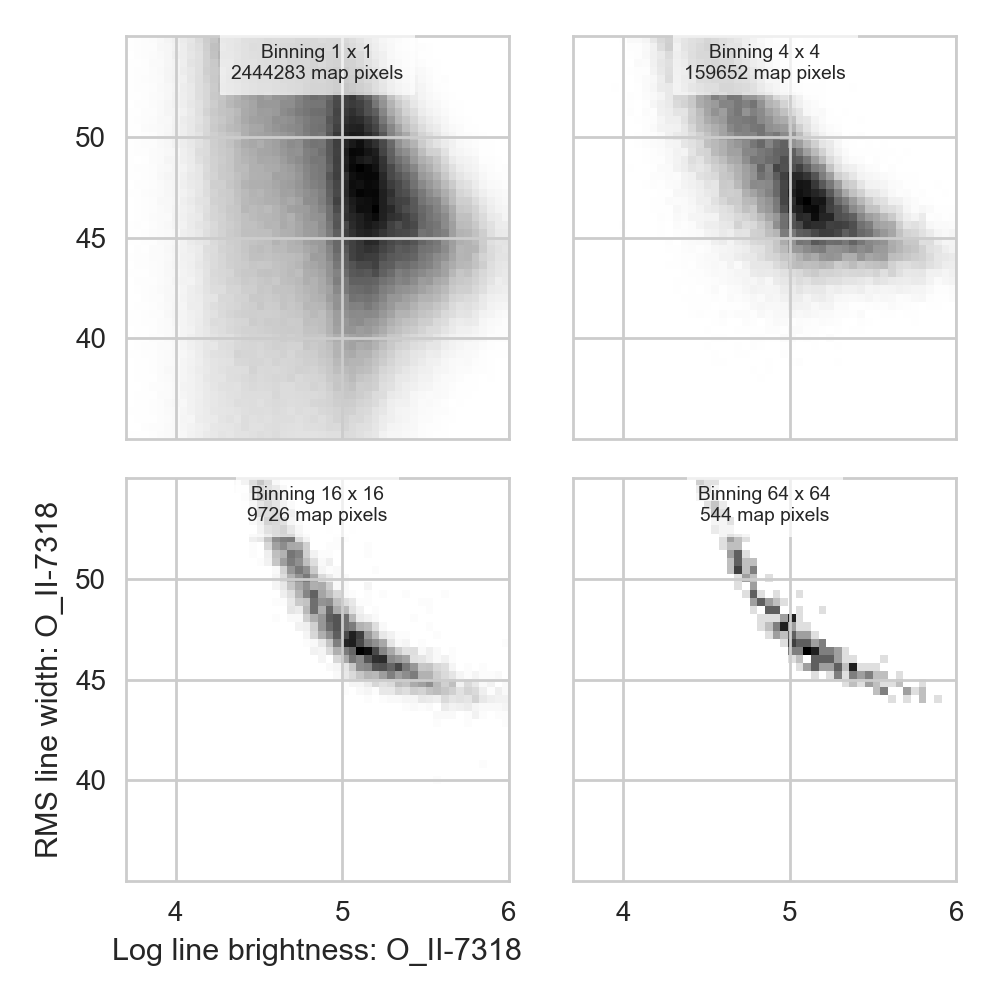 Binning 1 x 1
2444283 map pixels
Binning 4 x 4
159652 map pixels
50
45
40
Binning 16 x 16
9726 map pixels
Binning 64 x 64
544 map pixels
50
45
40
RMS line width: O_II-7318
4 5 6
4 5 6
Log line brightness: O_II-7318